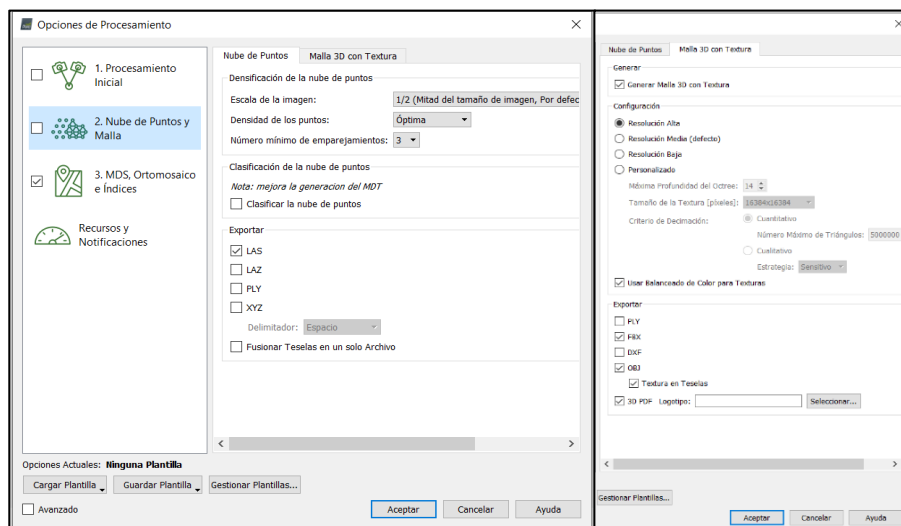 Opciones de Procesamiento
1. Procesamiento
Inicial
2. Nube de Puntos y
Malla
3. MDS, Ortomosaico
e Índices
Recursos y
Notificaciones
Nube de Puntos Malla 3D con Textura
Densificación de la nube de puntos
Escala de la imagen: 1/2 (Mitad del tamaño de imagen, Por defec
Densidad de los puntos: Óptima
Número mínimo de emparejamientos: 3
Clasificación de la nube de puntos
Nota: mejora la generacion del MDT
Clasificar la nube de puntos
Exportar
LAS
LAZ
PLY
XYZ
Delimitador: Espacio
Fusionar Teselas en un solo Archivo
Opciones Actuales: Ninguna Plantilla
Cargar Plantilla Guardar Plantilla Gestionar Plantillas...
Avanzado Aceptar Cancelar Ayuda
Nube de Puntos Malla 3D con Textura
Generar
Generar Malla 3D con Textura
Configuración
Resolución Alta
Resolución Media (defecto)
Resolución Baja
Personalizado
Máxima Profundidad del Octree: 14
Tamaño de la Textura [píxeles]: 16384x16384
Criterio de Decimación: Cuantitativo
Número Máximo de Triángulos: 5000000
Cualitativo
Estrategia: Sensitivo
Usar Balanceado de Color para Texturas
Exportar
PLY
FBX
DXF
OBJ
Textura en Teselas
3D PDF Logotipo: Seleccionar...
Gestionar Plantillas...
Aceptar Cancelar Ayuda